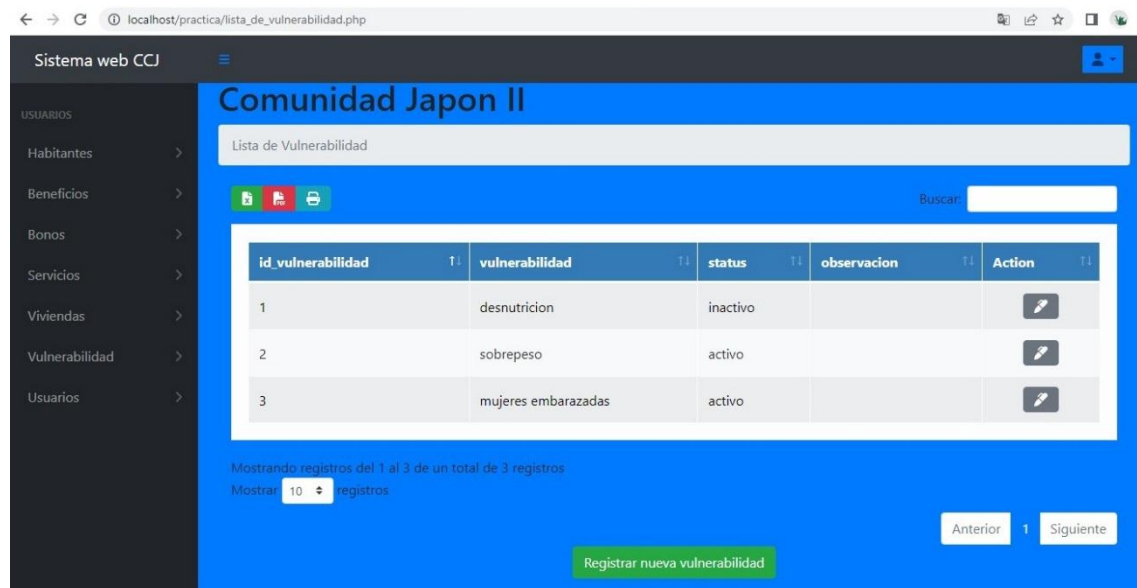 localhost/practica/lista_de_vulnerabilidad.php
Sistema web CCJ
USUARIOS
Habitantes
Beneficios
Bonos
Servicios
Viviendas
Vulnerabilidad
Usuarios
Comunidad Japon II
Lista de Vulnerabilidad
PDF
Buscar:
id_vulnerabilidad vulnerabilidad status observacion Action
1 desnutricion inactivo
2 sobrepeso activo
3 mujeres embarazadas activo
Mostrando registros del 1 al 3 de un total de 3 registros
Mostrar 10 registros
Anterior 1 Siguiente
Registrar nueva vulnerabilidad